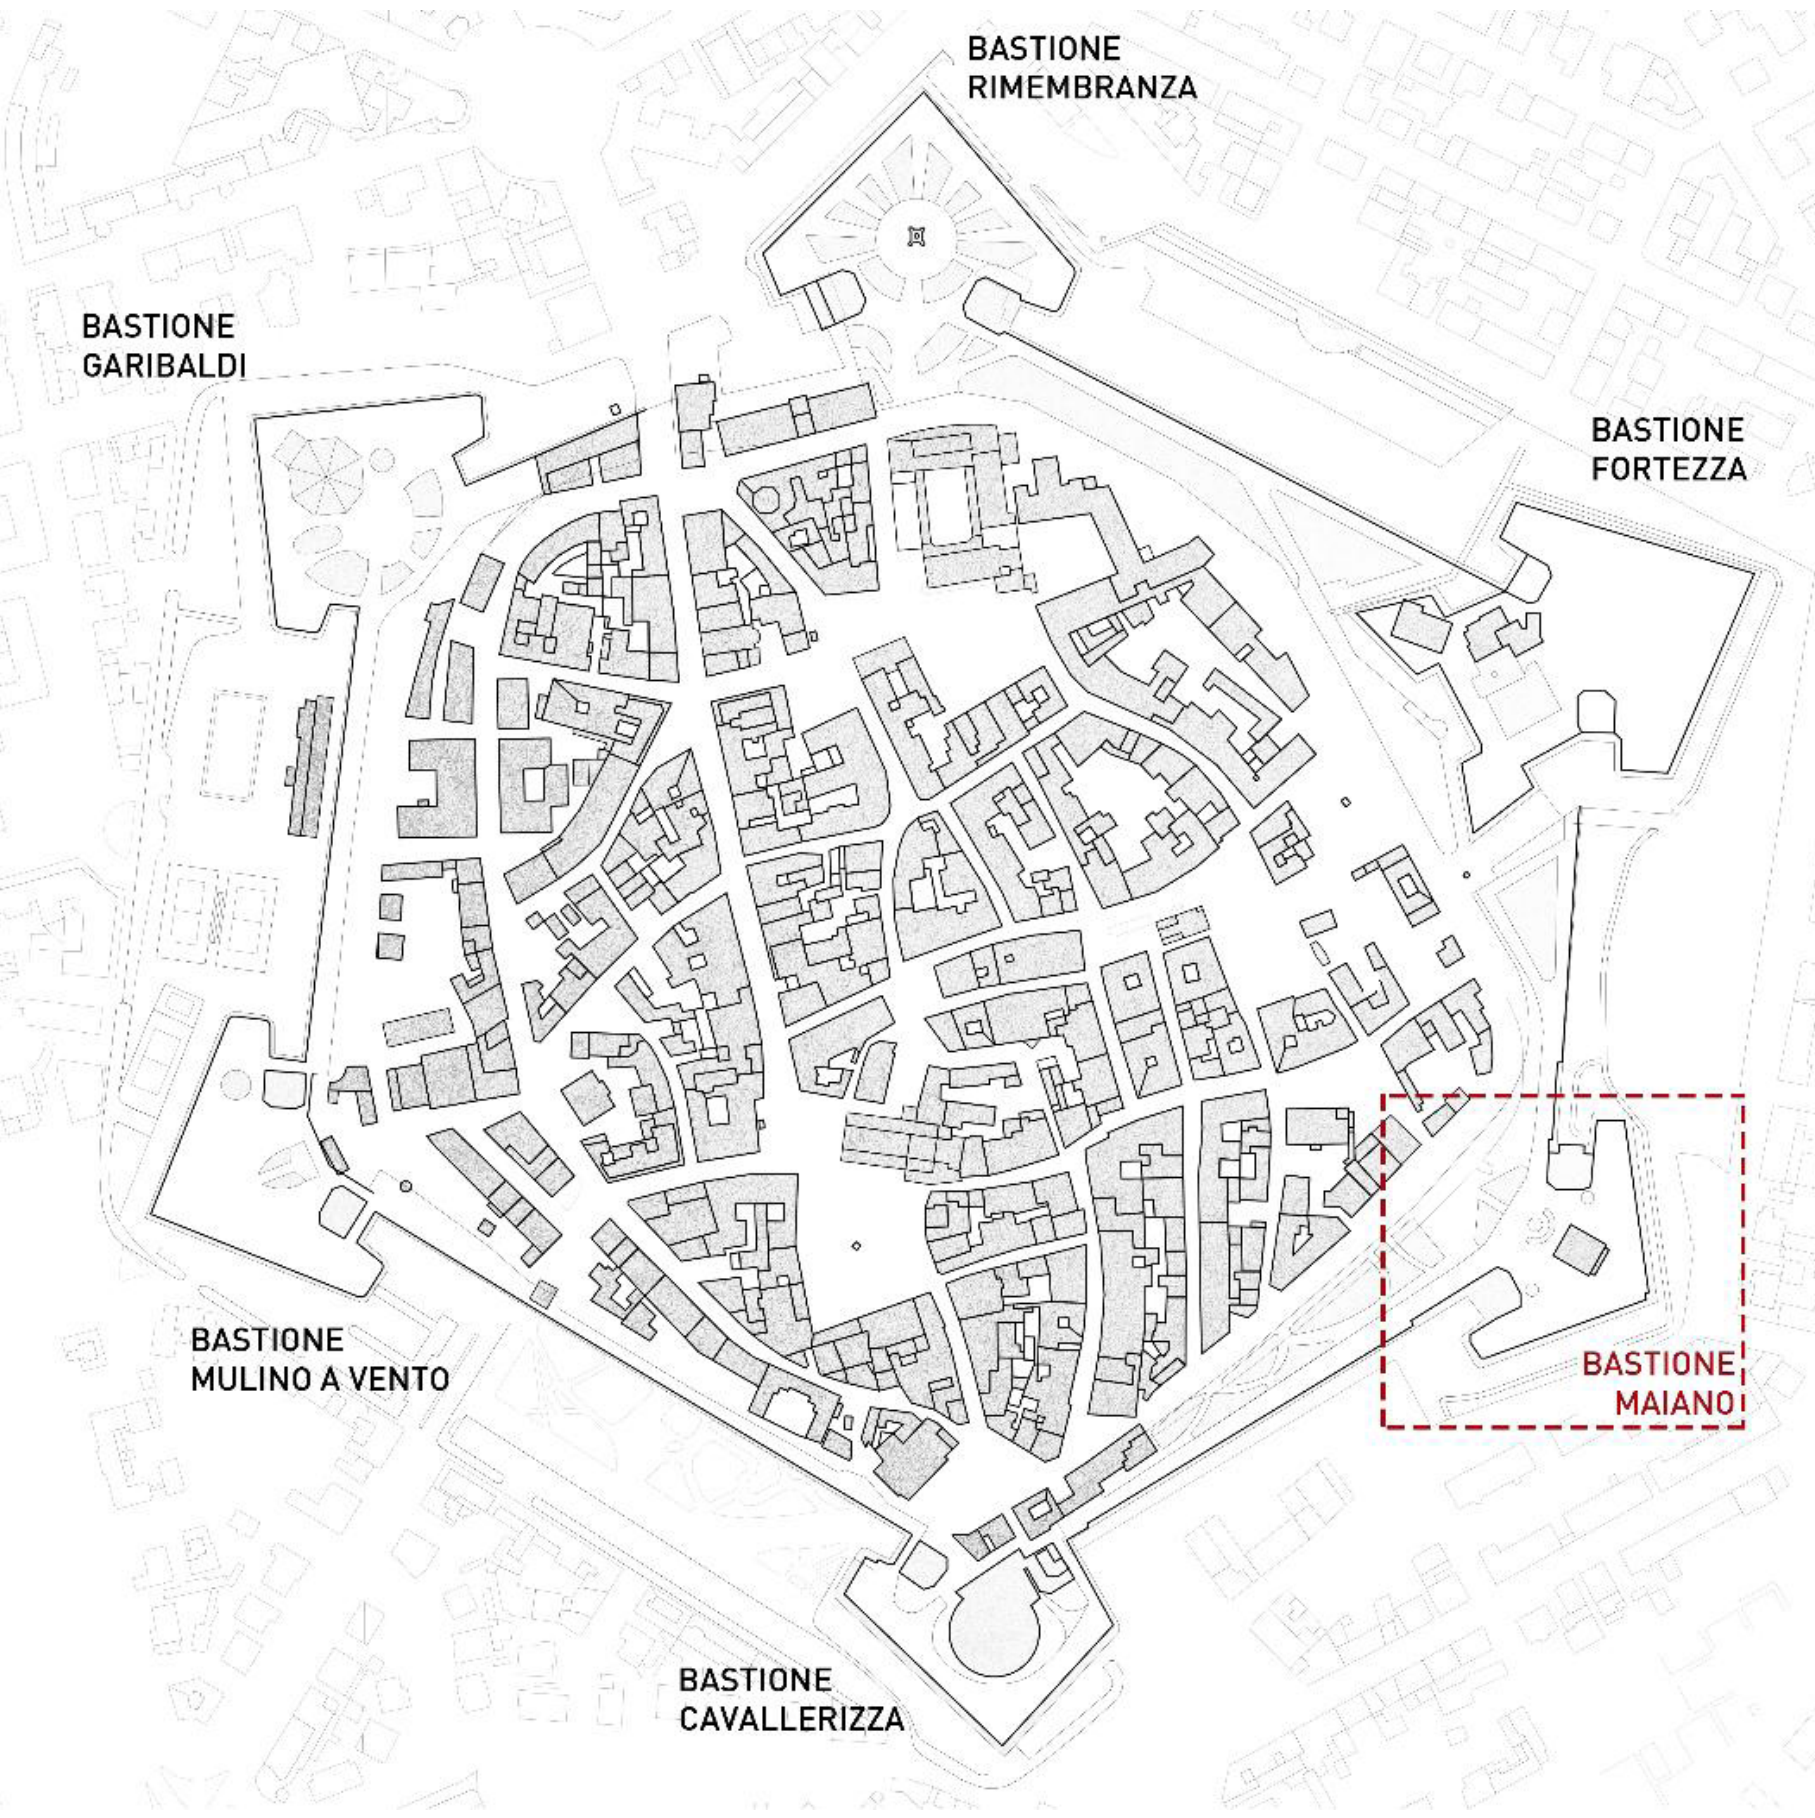 BASTIONE
RIMEMBRANZA
BASTIONE
GARIBALDI
BASTIONE
FORTEZZA
BASTIONE
MULINO A VENTO
BASTIONE
MAIANO
BASTIONE
CAVALLERIZZA